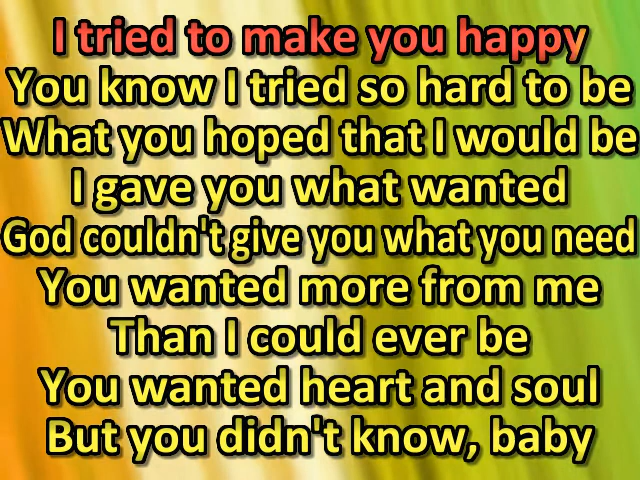 I tried to make you happy
You know I tried so hard to be
What you hoped that I would be
I gave you what wanted
God couldn't give you what you need
You wanted more from me
Than I could ever be
You wanted heart and soul
But you didn't know, baby